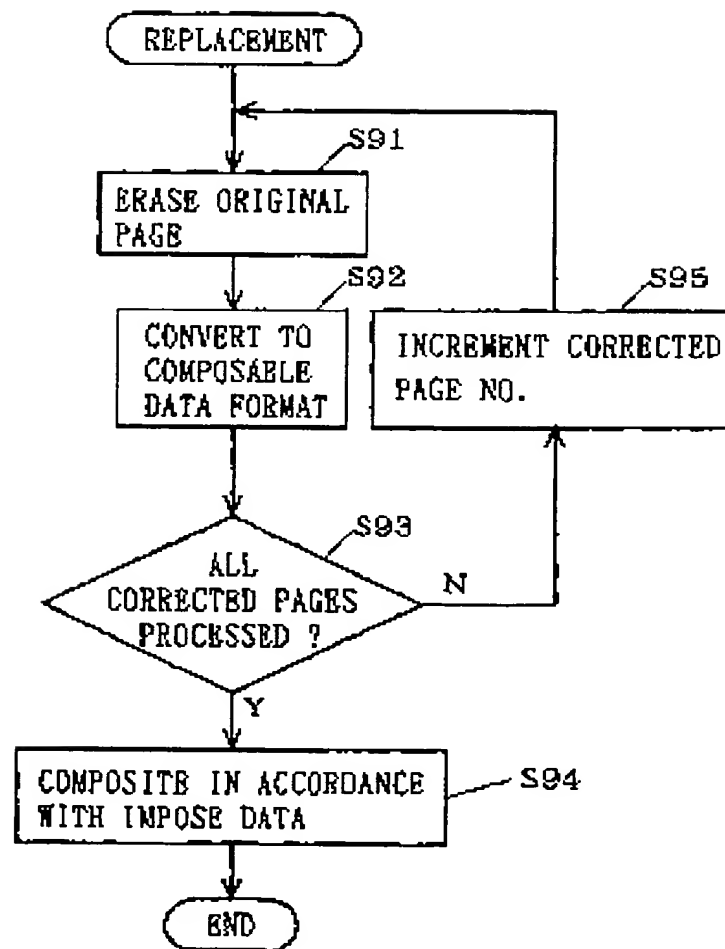 REPLACEMENT
S91
ERASE ORIGINAL
PAGE
S92
CONVERT TO
COMPOSABLE
DATA FORMAT
S95
INCREMENT CORRECTED
PAGE NO.
S93
ALL
CORRECTED PAGES
PROCESSED ?
N
Y
COMPOSITE IN ACCORDANCE
WITH IMPOSE DATA
S94
END